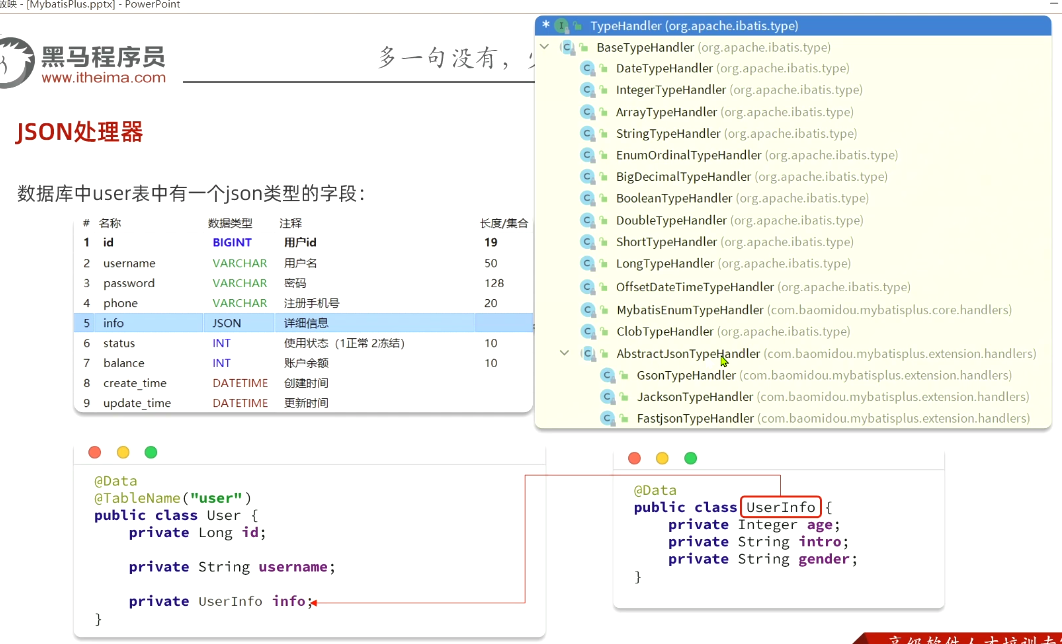 放映 - [MybatisPlus.pptx] - PowerPoint
黑马程序员
www.itheima.com
多一句没有，
JSON处理器
数据库中user表中有一个json类型的字段：
# 名称 数据类型 注释 长度/集合
1 id BIGINT 用户id 19
2 username VARCHAR 用户名 50
3 password VARCHAR 密码 128
4 phone VARCHAR 注册手机号 20
5 info JSON 详细信息
6 status INT 使用状态（1正常 2冻结） 10
7 balance INT 账户余额 10
8 create_time DATETIME 创建时间
9 update_time DATETIME 更新时间
* I TypeHandler (org.apache.ibatis.type)
C BaseTypeHandler (org.apache.ibatis.type)
C DateTypeHandler (org.apache.ibatis.type)
C IntegerTypeHandler (org.apache.ibatis.type)
C ArrayTypeHandler (org.apache.ibatis.type)
C StringTypeHandler (org.apache.ibatis.type)
C EnumOrdinalTypeHandler (org.apache.ibatis.type)
C BigDecimalTypeHandler (org.apache.ibatis.type)
C BooleanTypeHandler (org.apache.ibatis.type)
C DoubleTypeHandler (org.apache.ibatis.type)
C ShortTypeHandler (org.apache.ibatis.type)
C LongTypeHandler (org.apache.ibatis.type)
C OffsetDateTimeTypeHandler (org.apache.ibatis.type)
C MybatisEnumTypeHandler (com.baomidou.mybatisplus.core.handlers)
C ClobTypeHandler (org.apache.ibatis.type)
C AbstractJsonTypeHandler (com.baomidou.mybatisplus.extension.handlers)
C GsonTypeHandler (com.baomidou.mybatisplus.extension.handlers)
C JacksonTypeHandler (com.baomidou.mybatisplus.extension.handlers)
C FastjsonTypeHandler (com.baomidou.mybatisplus.extension.handlers)
@Data
@TableName("user")
public class User {
private Long id;
private String username;
private UserInfo info;
}
@Data
public class UserInfo {
private Integer age;
private String intro;
private String gender;
}
高级软件人才培训专